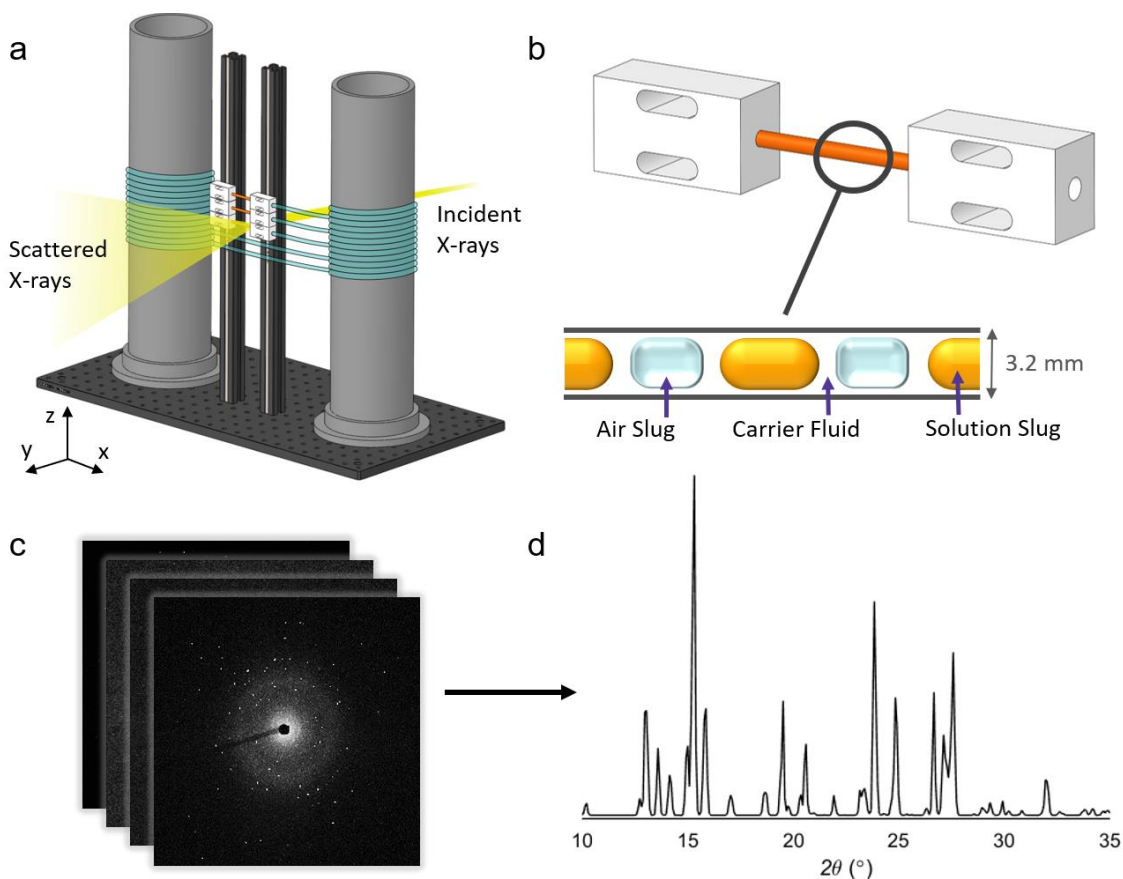 a
Scattered
X-rays
Incident
X-rays
z
y
x
b
3.2 mm
Air Slug
Carrier Fluid
Solution Slug
c
d
10
15
20
25
30
35
2θ (°)